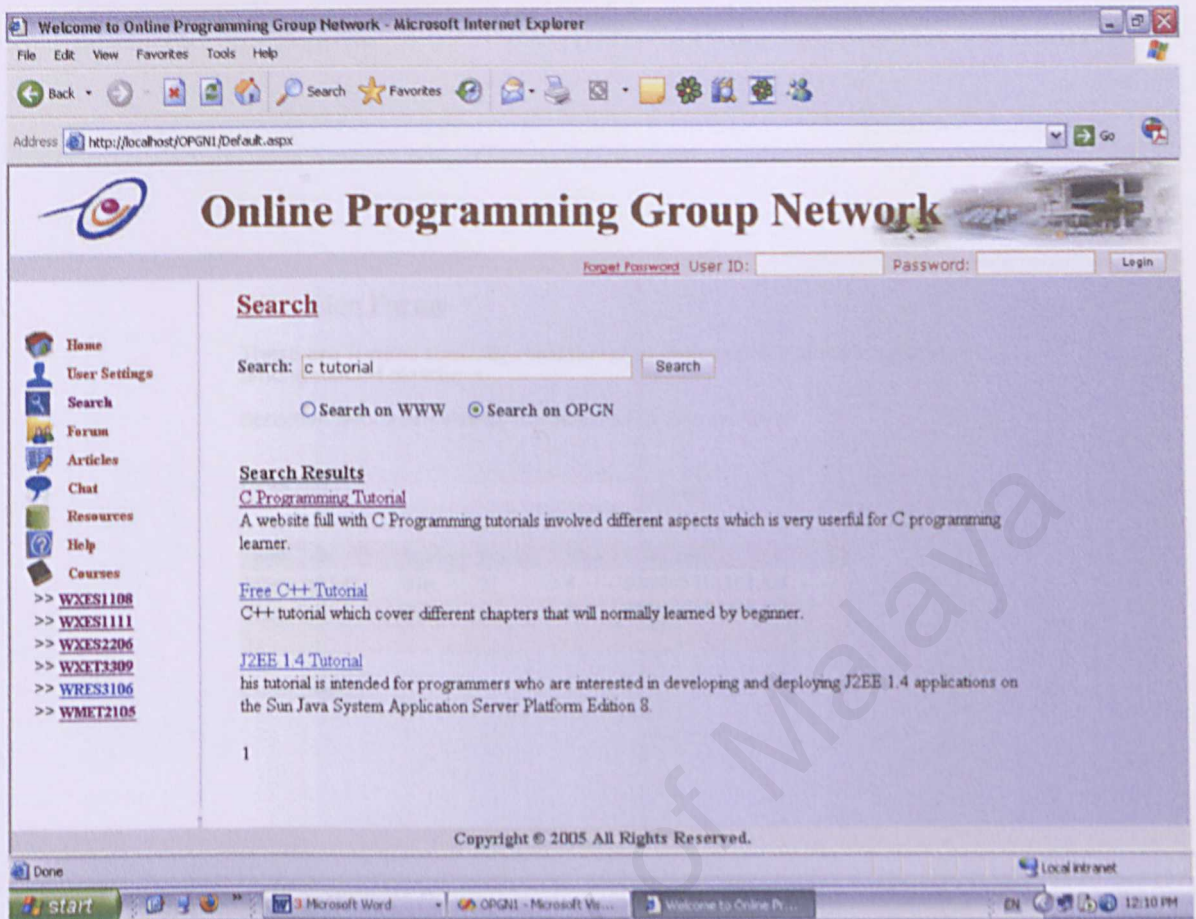 Welcome to Online Programming Group Network - Microsoft Internet Explorer
File Edit View Favorites Tools Help
Back Search Favorites
Address http://localhost/OPGN1/Default.aspx Go
Online Programming Group Network
Forget Password User ID: Password: Login
Search
Home
User Settings
Search
Forum
Articles
Chat
Resources
Help
Courses
>> WXES1108
>> WXES1111
>> WXES2206
>> WXET3309
>> WRES3106
>> WMET2105
Search: c tutorial Search
Search on WWW Search on OPGN
Search Results
C Programming Tutorial
A website full with C Programming tutorials involved different aspects which is very userful for C programming
learner.
Free C++ Tutorial
C++ tutorial which cover different chapters that will normally learned by beginner.
J2EE 1.4 Tutorial
his tutorial is intended for programmers who are interested in developing and deploying J2EE 1.4 applications on
the Sun Java System Application Server Platform Edition 8.
1
Copyright © 2005 All Rights Reserved.
Done Local intranet
start 3 Microsoft Word OPGN1 - Microsoft Vis... Welcome to Online Pr... EN 12:10 PM
of Malaya